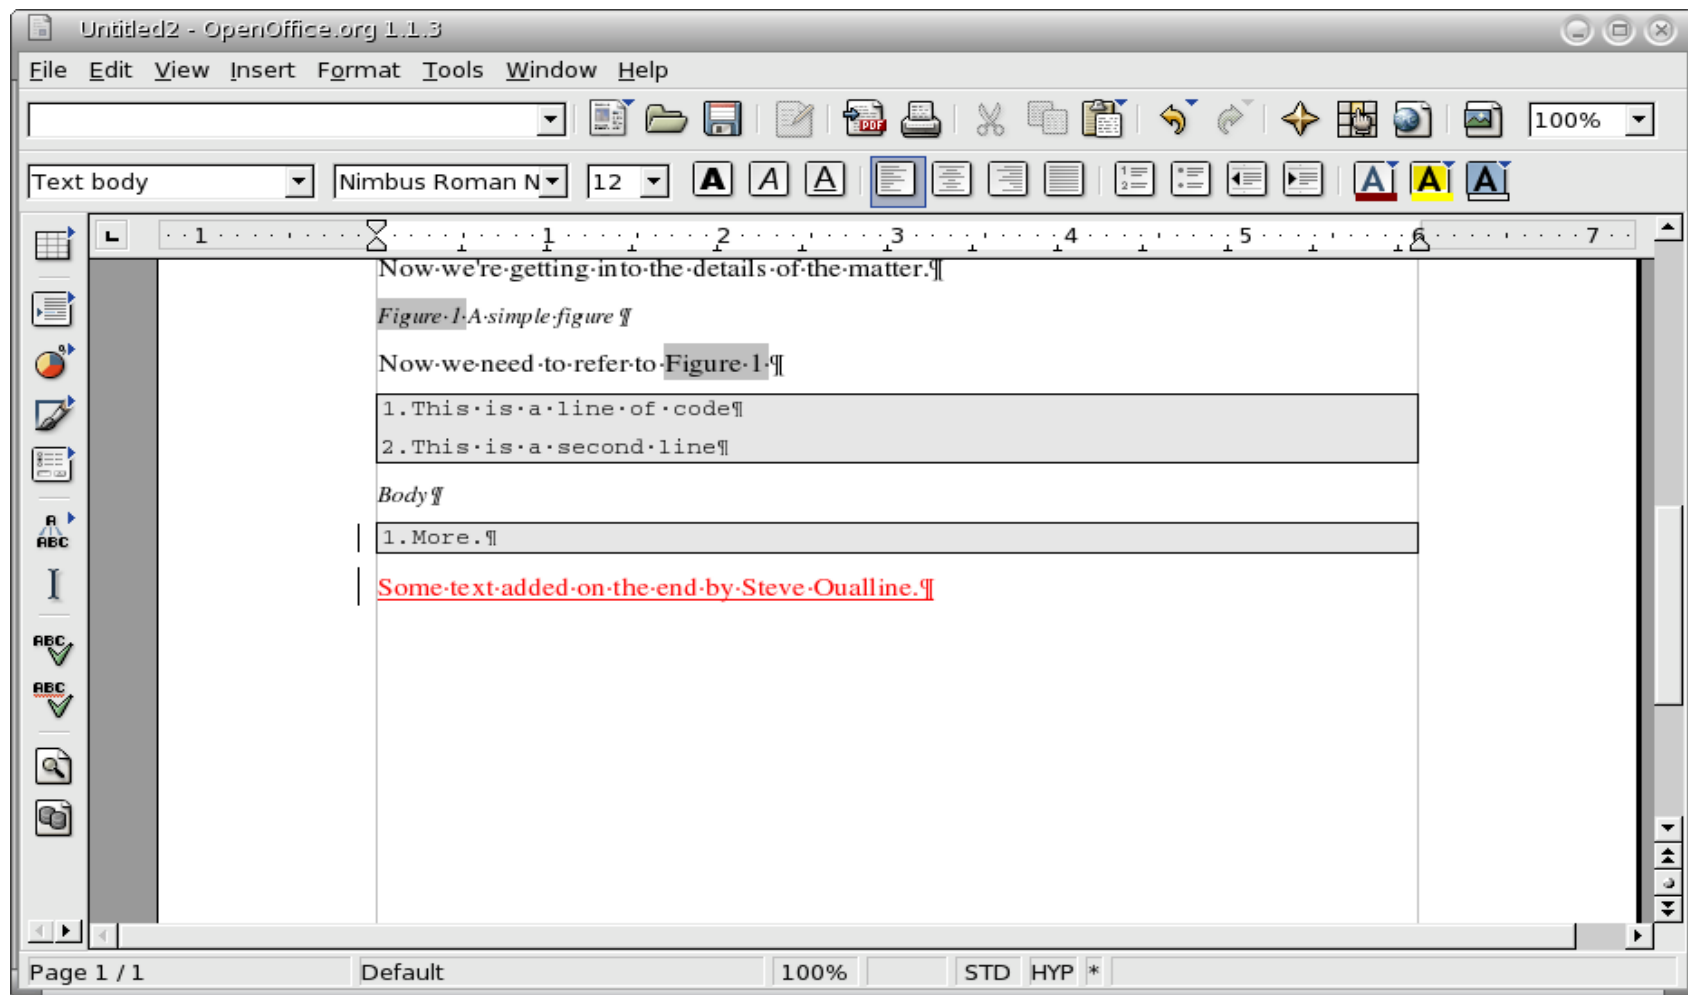 Untitled2 - OpenOffice.org 1.1.3
File Edit View Insert Format Tools Window Help
100%
Text body Nimbus Roman N 12
1 1 2 3 4 5 6 7
Now we're getting into the details of the matter.¶
Figure 1 A simple figure ¶
Now we need to refer to Figure 1 ¶
1.This is a line of code¶
2.This is a second line¶
Body¶
1.More.¶
Some text added on the end by Steve Oualline.¶
Page 1 / 1 Default 100% STD HYP *